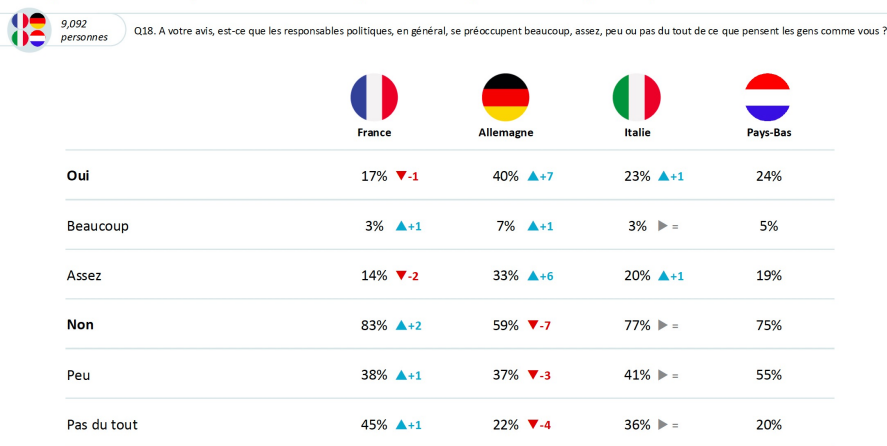 9,092
personnes
Q18. A votre avis, est-ce que les responsables politiques, en général, se préoccupent beaucoup, assez, peu ou pas du tout de ce que pensent les gens comme vous ?
France Allemagne Italie Pays-Bas
Oui 17% ▼-1 40% ▲+7 23% ▲+1 24%
Beaucoup 3% ▲+1 7% ▲+1 3% ▶ = 5%
Assez 14% ▼-2 33% ▲+6 20% ▲+1 19%
Non 83% ▲+2 59% ▼-7 77% ▶ = 75%
Peu 38% ▲+1 37% ▼-3 41% ▶ = 55%
Pas du tout 45% ▲+1 22% ▼-4 36% ▶ = 20%